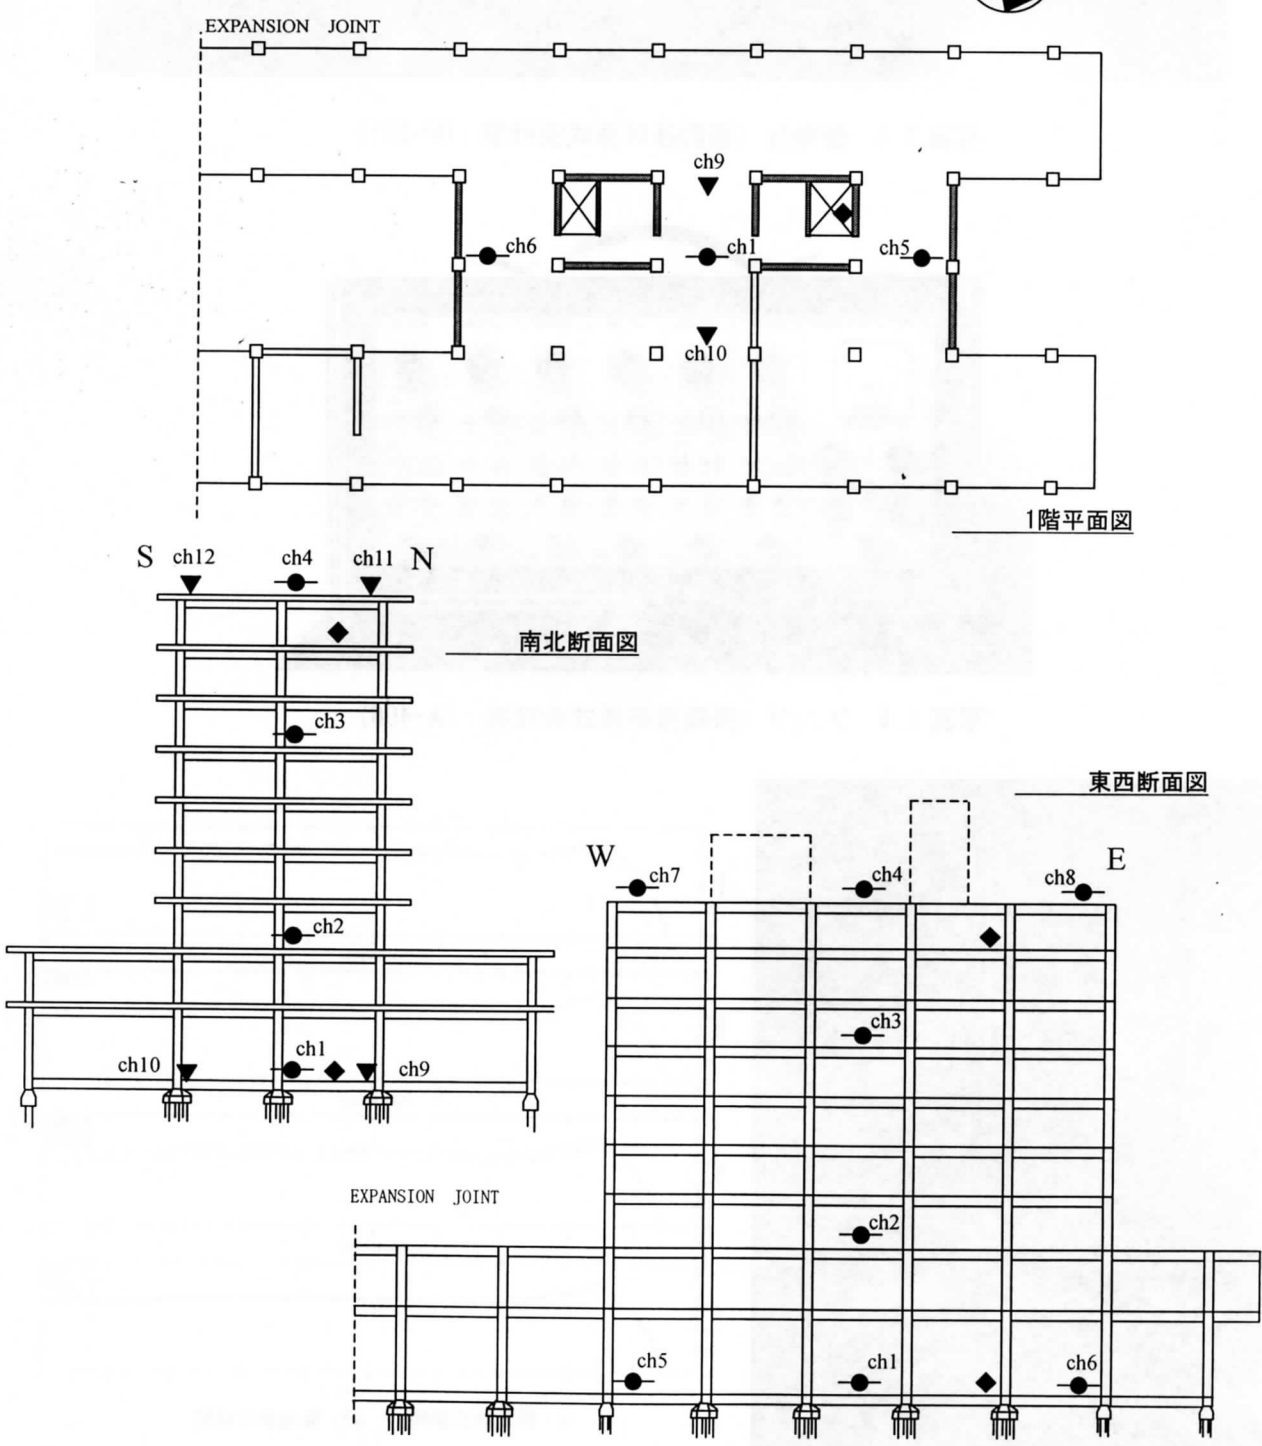 EXPANSION JOINT
ch9
ch6
ch1
ch5
ch10
1階平面図
S
ch12
ch4
ch11
N
南北断面図
ch3
ch2
ch10
ch1
ch9
東西断面図
W
E
ch7
ch4
ch8
ch3
EXPANSION JOINT
ch2
ch5
ch1
ch6